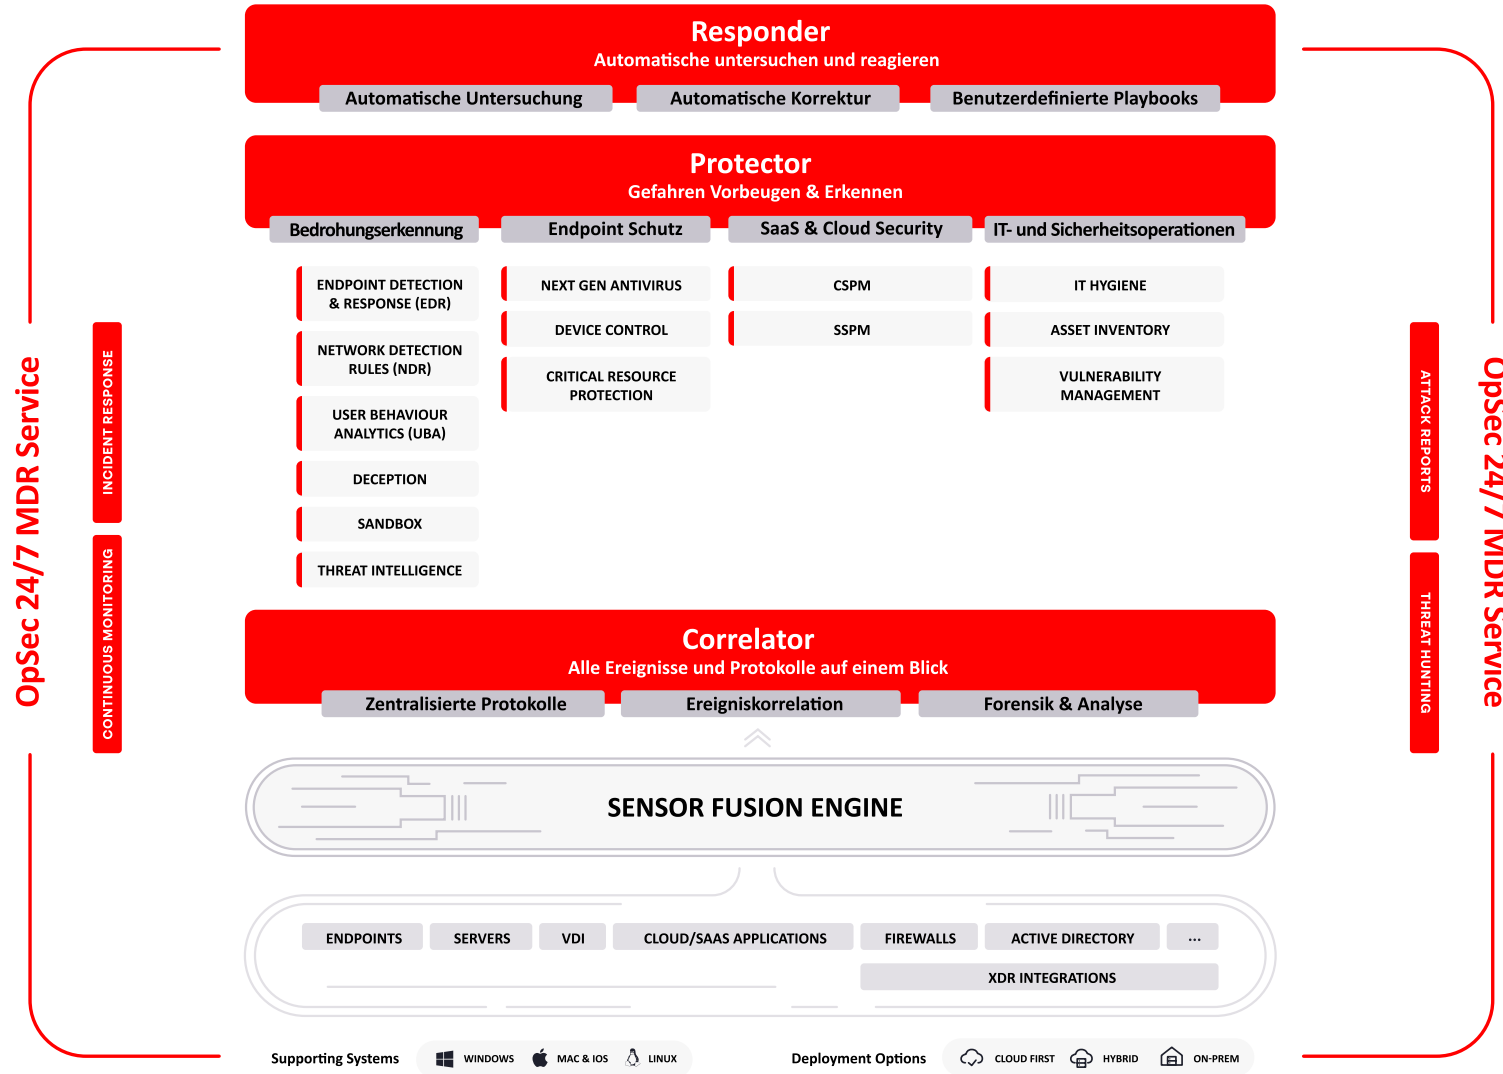 Responder
Automatische untersuchen und reagieren
Automatische Untersuchung
Automatische Korrektur
Benutzerdefinierte Playbooks
Protector
Gefahren Vorbeugen & Erkennen
Bedrohungserkennung
Endpoint Schutz
SaaS & Cloud Security
IT- und Sicherheitsoperationen
ENDPOINT DETECTION
& RESPONSE (EDR)
NETWORK DETECTION
RULES (NDR)
USER BEHAVIOUR
ANALYTICS (UBA)
DECEPTION
SANDBOX
THREAT INTELLIGENCE
NEXT GEN ANTIVIRUS
DEVICE CONTROL
CRITICAL RESOURCE
PROTECTION
CSPM
SSPM
IT HYGIENE
ASSET INVENTORY
VULNERABILITY
MANAGEMENT
OpSec 24/7 MDR Service
INCIDENT RESPONSE
CONTINUOUS MONITORING
ATTACK REPORTS
THREAT HUNTING
OpSec 24/7 MDR Service
Correlator
Alle Ereignisse und Protokolle auf einem Blick
Zentralisierte Protokolle
Ereigniskorrelation
Forensik & Analyse
SENSOR FUSION ENGINE
ENDPOINTS
SERVERS
VDI
CLOUD/SAAS APPLICATIONS
FIREWALLS
ACTIVE DIRECTORY
...
XDR INTEGRATIONS
Supporting Systems
WINDOWS
MAC & IOS
LINUX
Deployment Options
CLOUD FIRST
HYBRID
ON-PREM